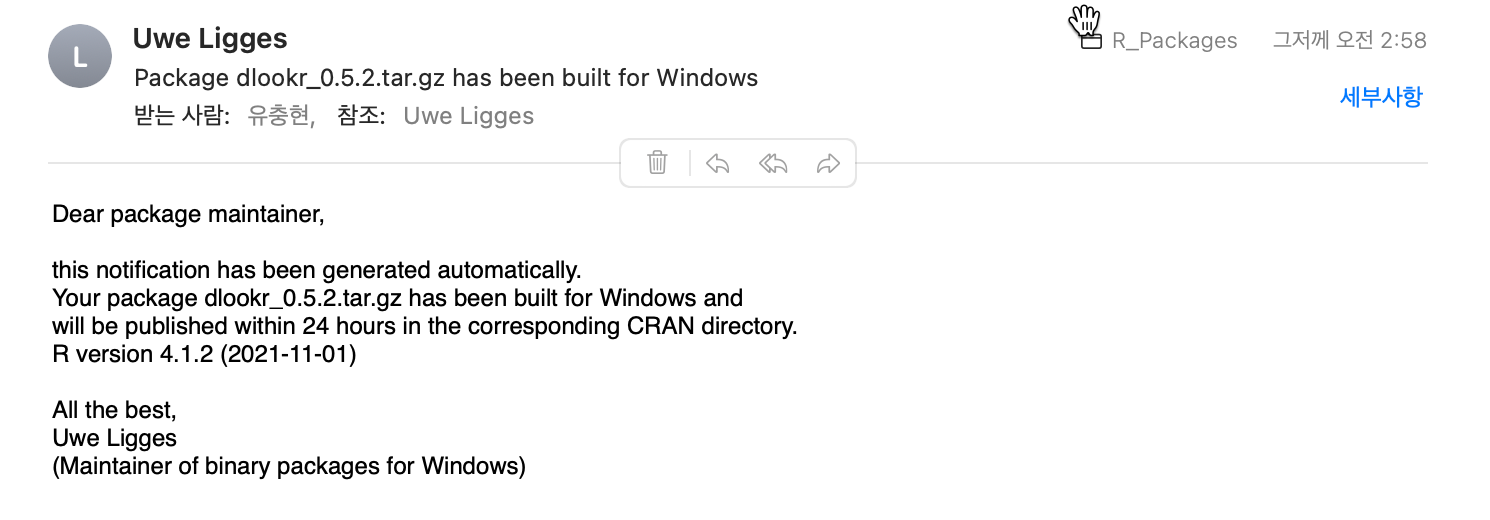 L
Uwe Ligges
R_Packages 그저께 오전 2:58
Package dlookr_0.5.2.tar.gz has been built for Windows
세부사항
받는 사람: 유충현, 참조: Uwe Ligges
Dear package maintainer,
this notification has been generated automatically.
Your package dlookr_0.5.2.tar.gz has been built for Windows and
will be published within 24 hours in the corresponding CRAN directory.
R version 4.1.2 (2021-11-01)
All the best,
Uwe Ligges
(Maintainer of binary packages for Windows)